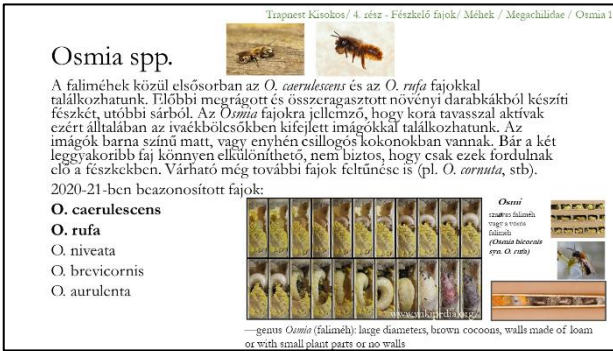 Trapnest Kisokos/ 4. rész - Fészkelő fajok/ Méhek / Megachilidae / Osmia 1
Osmia spp.
A faliméhek közül elsősorban az O. caerulescens és az O. rufa fajokkal
találkozhatunk. Előbbi megrágott és összeragasztott növényi darabkákból készíti
fészkét, utóbbi sárból. Az Osmia fajokra jellemző, hogy kora tavasszal aktívak
ezért álltalában az ivaékbölcsőkben kifejlett imágókkal találkozhatunk. Az
imágók barna színű matt, vagy enyhén csillogós kokonokban vannak. Bár a két
leggyakoribb faj könnyen elkülöníthető, nem biztos, hogy csak ezek fordulnak
elő a fészkekben. Várható még további fajok feltűnése is (pl. O. cornuta, stb).
2020-21-ben beazonosított fajok:
O. caerulescens
O. rufa
O. niveata
O. brevicornis
O. aurulenta
www.wikipedia.org/
Osmi
szarvas faliméh
vagy a vörös
faliméh
(Osmia bicornis
syn. O. rufa)
—genus Osmia (faliméh): large diameters, brown cocoons, walls made of loam
or with small plant parts or no walls